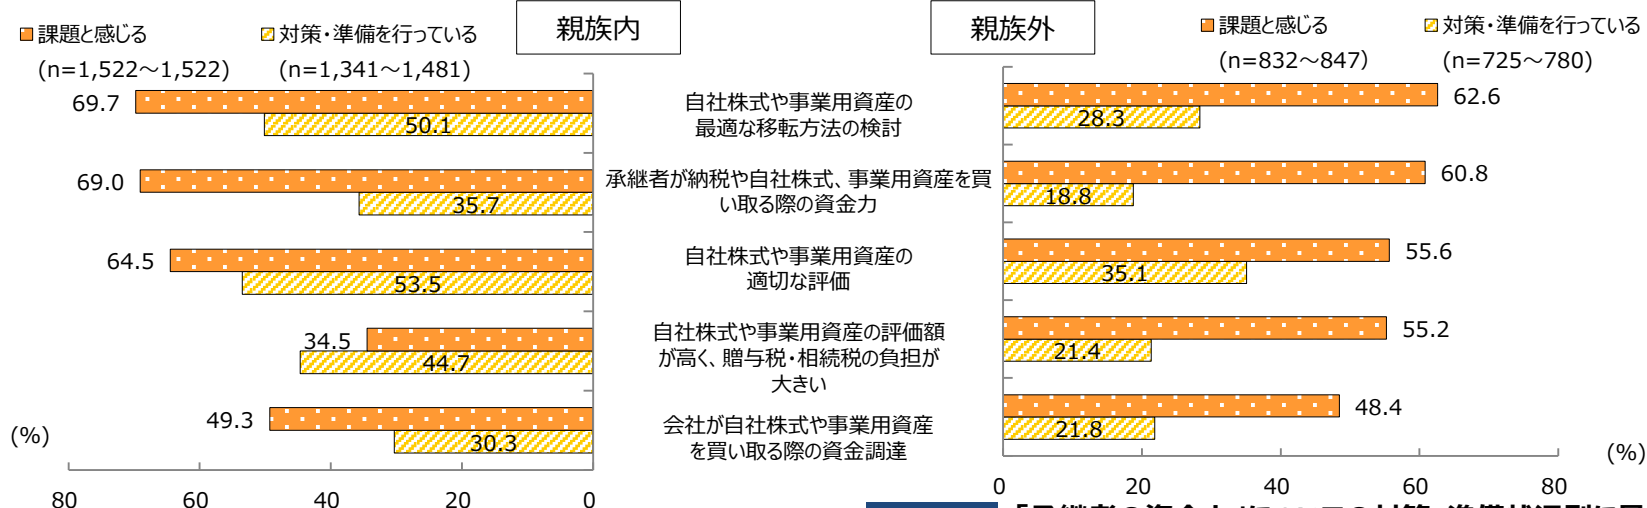 親族内
親族外
課題と感じる
対策・準備を行っている
(n=1,522～1,522)
(n=1,341～1,481)
課題と感じる
対策・準備を行っている
(n=832～847)
(n=725～780)
69.7
50.1
自社株式や事業用資産の
最適な移転方法の検討
62.6
28.3
69.0
35.7
承継者が納税や自社株式、事業用資産を買
い取る際の資金力
60.8
18.8
64.5
53.5
自社株式や事業用資産の
適切な評価
55.6
35.1
34.5
44.7
自社株式や事業用資産の評価額
が高く、贈与税・相続税の負担が
大きい
55.2
21.4
49.3
30.3
会社が自社株式や事業用資産
を買い取る際の資金調達
48.4
21.8
(%)
(%)
80 60 40 20 0
0 20 40 60 80